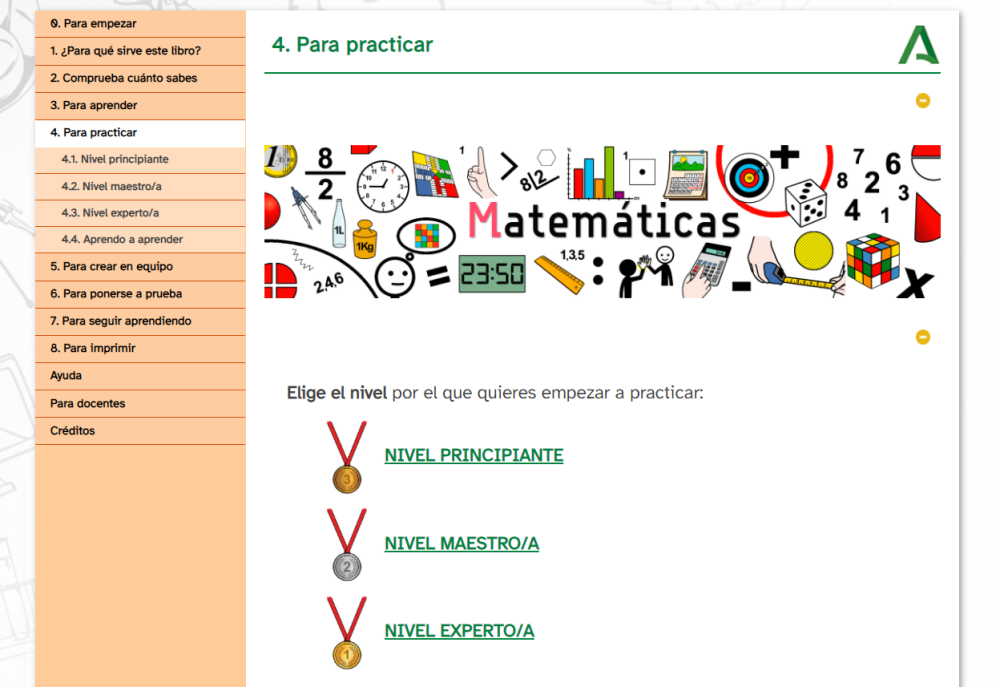 0. Para empezar
1. ¿Para qué sirve este libro?
2. Comprueba cuánto sabes
3. Para aprender
4. Para practicar
4.1. Nivel principiante
4.2. Nivel maestro/a
4.3. Nivel experto/a
4.4. Aprendo a aprender
5. Para crear en equipo
6. Para ponerse a prueba
7. Para seguir aprendiendo
8. Para imprimir
Ayuda
Para docentes
Créditos
4. Para practicar
8
2
1
8 2
1
7 6
8 2 3
4 1
1L
1Kg
Matemáticas
2,4,6
23:50
1,3,5
Elige el nivel por el que quieres empezar a practicar:
3
NIVEL PRINCIPIANTE
2
NIVEL MAESTRO/A
1
NIVEL EXPERTO/A